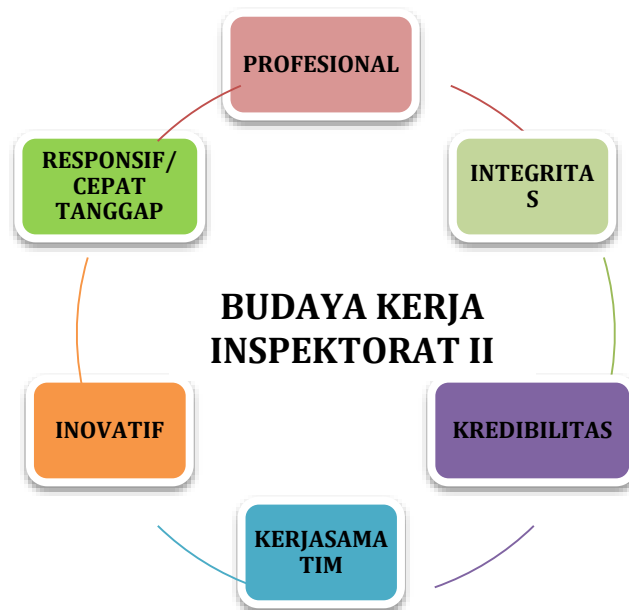 PROFESIONAL
RESPONSIF/
CEPAT
TANGGAP
INTEGRITA
S
BUDAYA KERJA
INSPEKTORAT II
INOVATIF
KREDIBILITAS
KERJASAMA
TIM